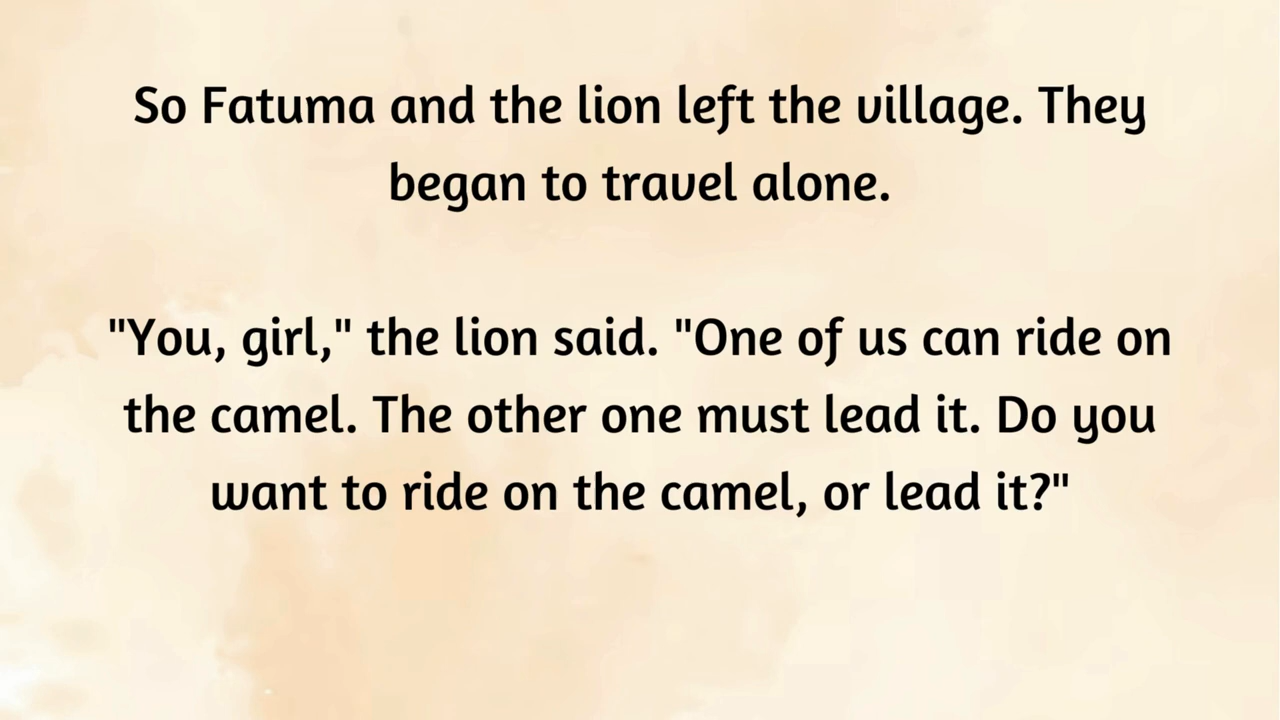 So Fatuma and the lion left the village. They
began to travel alone.
"You, girl," the lion said. "One of us can ride on
the camel. The other one must lead it. Do you
want to ride on the camel, or lead it?"